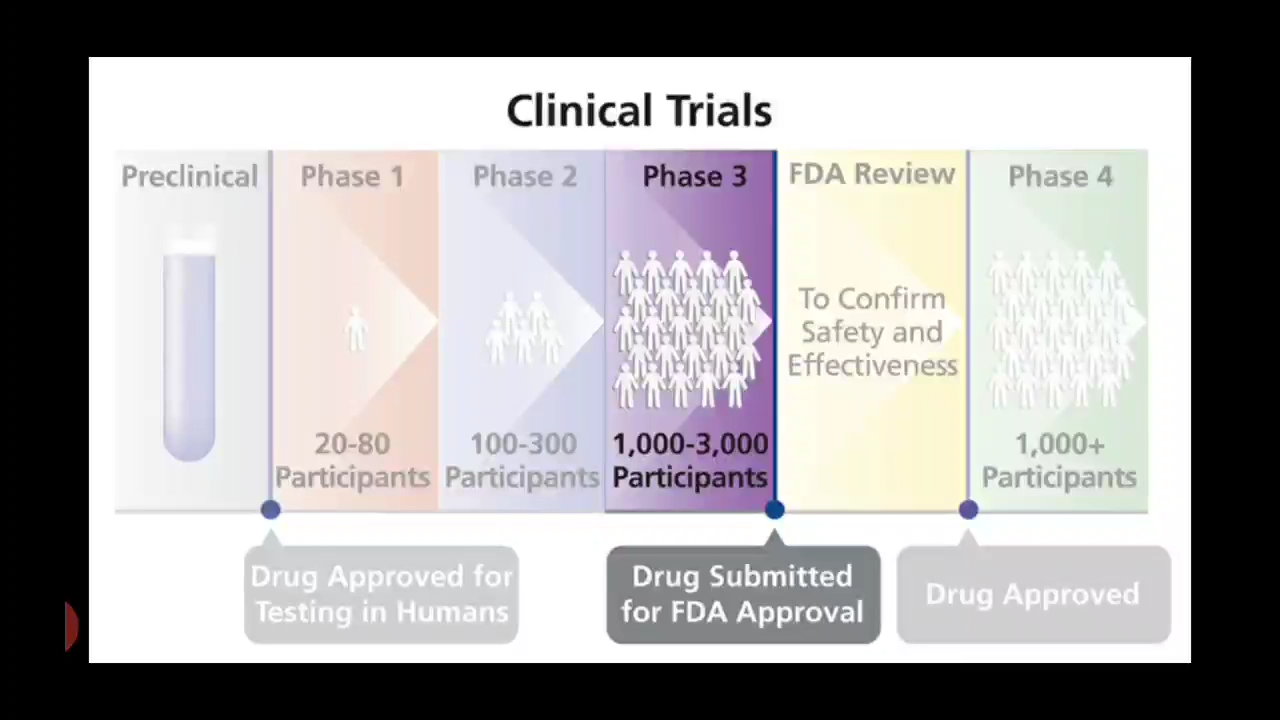 Clinical Trials
Preclinical
Phase 1
Phase 2
Phase 3
FDA Review
Phase 4
To Confirm
Safety and
Effectiveness
20-80
Participants
100-300
Participants
1,000-3,000
Participants
1,000+
Participants
Drug Approved for
Testing in Humans
Drug Submitted
for FDA Approval
Drug Approved